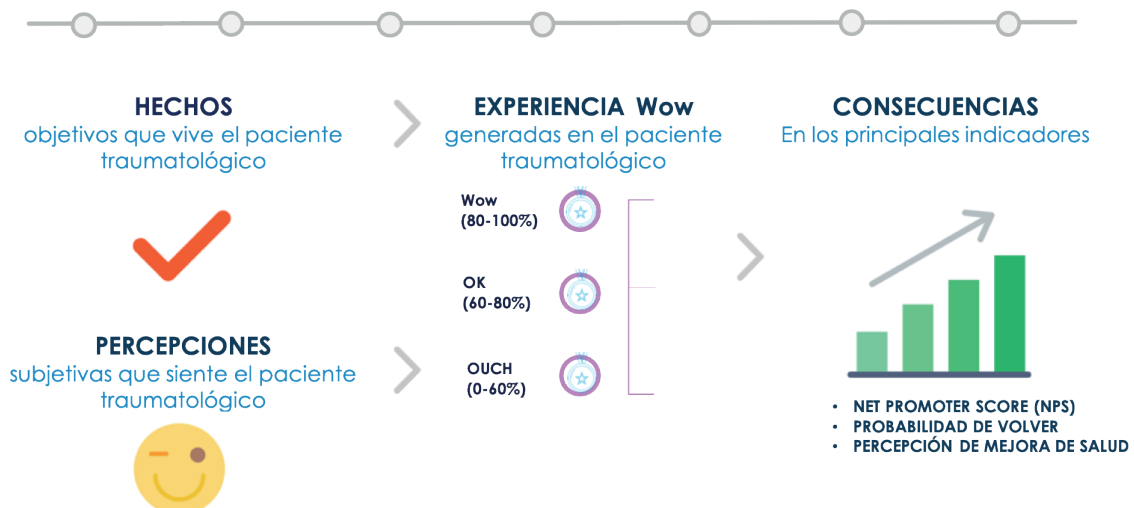 HECHOS
objetivos que vive el paciente
traumatológico
PERCEPCIONES
subjetivas que siente el paciente
traumatológico
EXPERIENCIA Wow
generadas en el paciente
traumatológico
Wow
(80-100%)
OK
(60-80%)
OUCH
(0-60%)
CONSECUENCIAS
En los principales indicadores
• NET PROMOTER SCORE (NPS)
• PROBABILIDAD DE VOLVER
• PERCEPCIÓN DE MEJORA DE SALUD